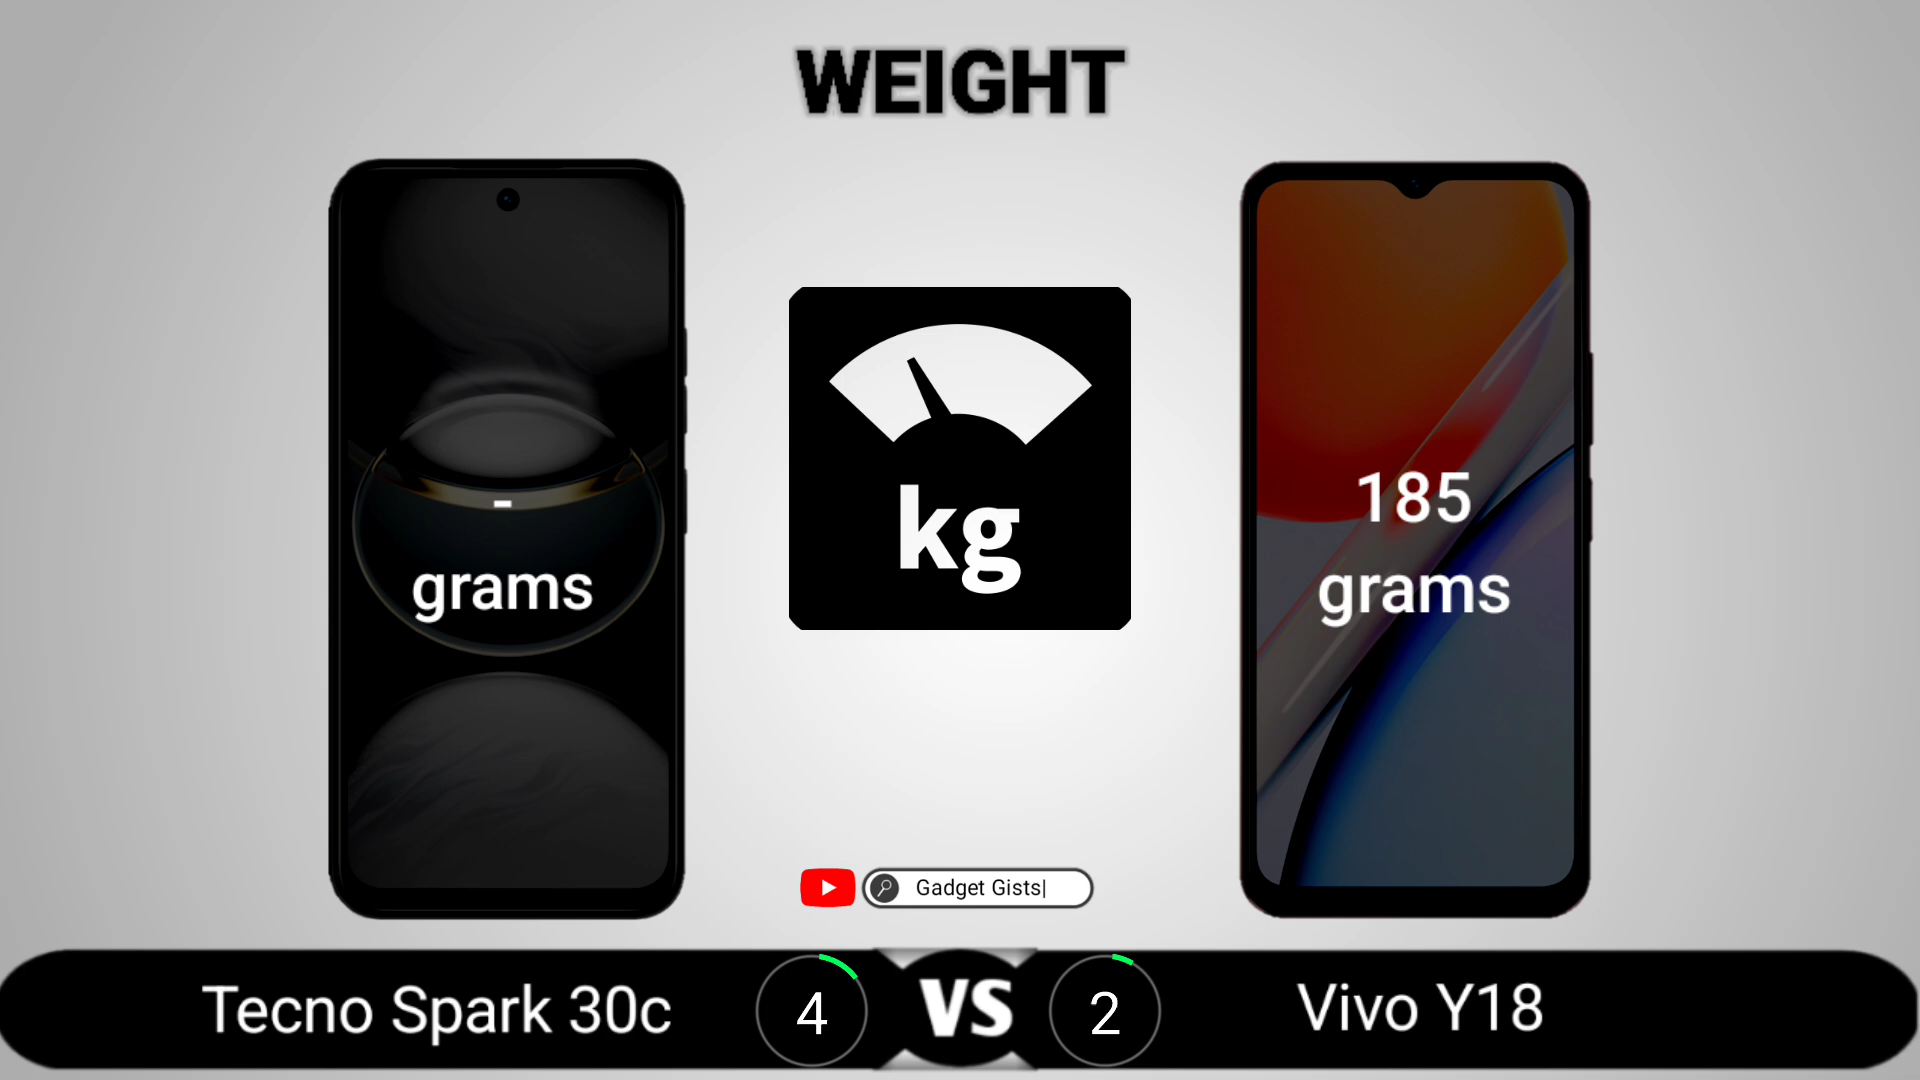 WEIGHT
-
grams
kg
185
grams
Gadget Gists|
Tecno Spark 30c
4
VS
2
Vivo Y18